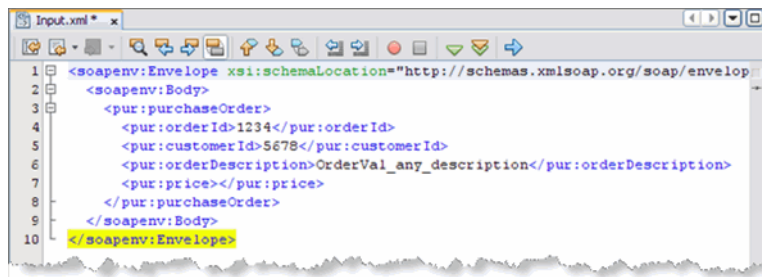 Input.xml * x
1 <soapenv:Envelope xsi:schemaLocation="http://schemas.xmlsoap.org/soap/envelop
2 <soapenv:Body>
3 <pur:purchaseOrder>
4 <pur:orderId>1234</pur:orderId>
5 <pur:customerId>5678</pur:customerId>
6 <pur:orderDescription>OrderVal_any_description</pur:orderDescription>
7 <pur:price></pur:price>
8 </pur:purchaseOrder>
9 </soapenv:Body>
10 </soapenv:Envelope>